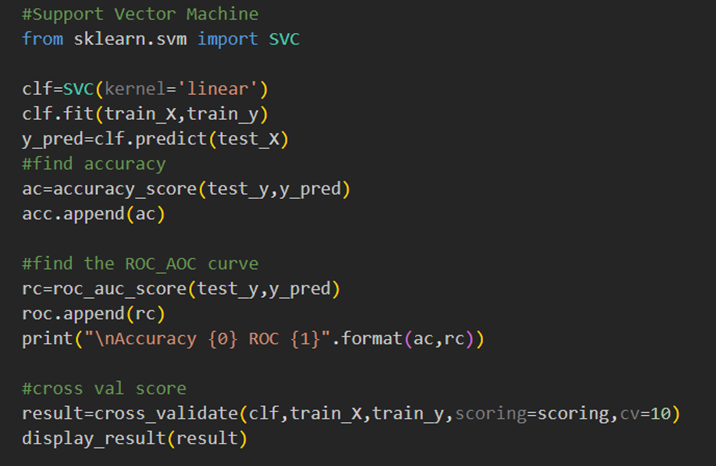 #Support Vector Machine
from sklearn.svm import SVC
clf=SVC(kernel='linear')
clf.fit(train_X,train_y)
y_pred=clf.predict(test_X)
#find accuracy
ac=accuracy_score(test_y,y_pred)
acc.append(ac)
#find the ROC_AOC curve
rc=roc_auc_score(test_y,y_pred)
roc.append(rc)
print("\nAccuracy {0} ROC {1}".format(ac,rc))
#cross val score
result=cross_validate(clf,train_X,train_y,scoring=scoring,cv=10)
display_result(result)